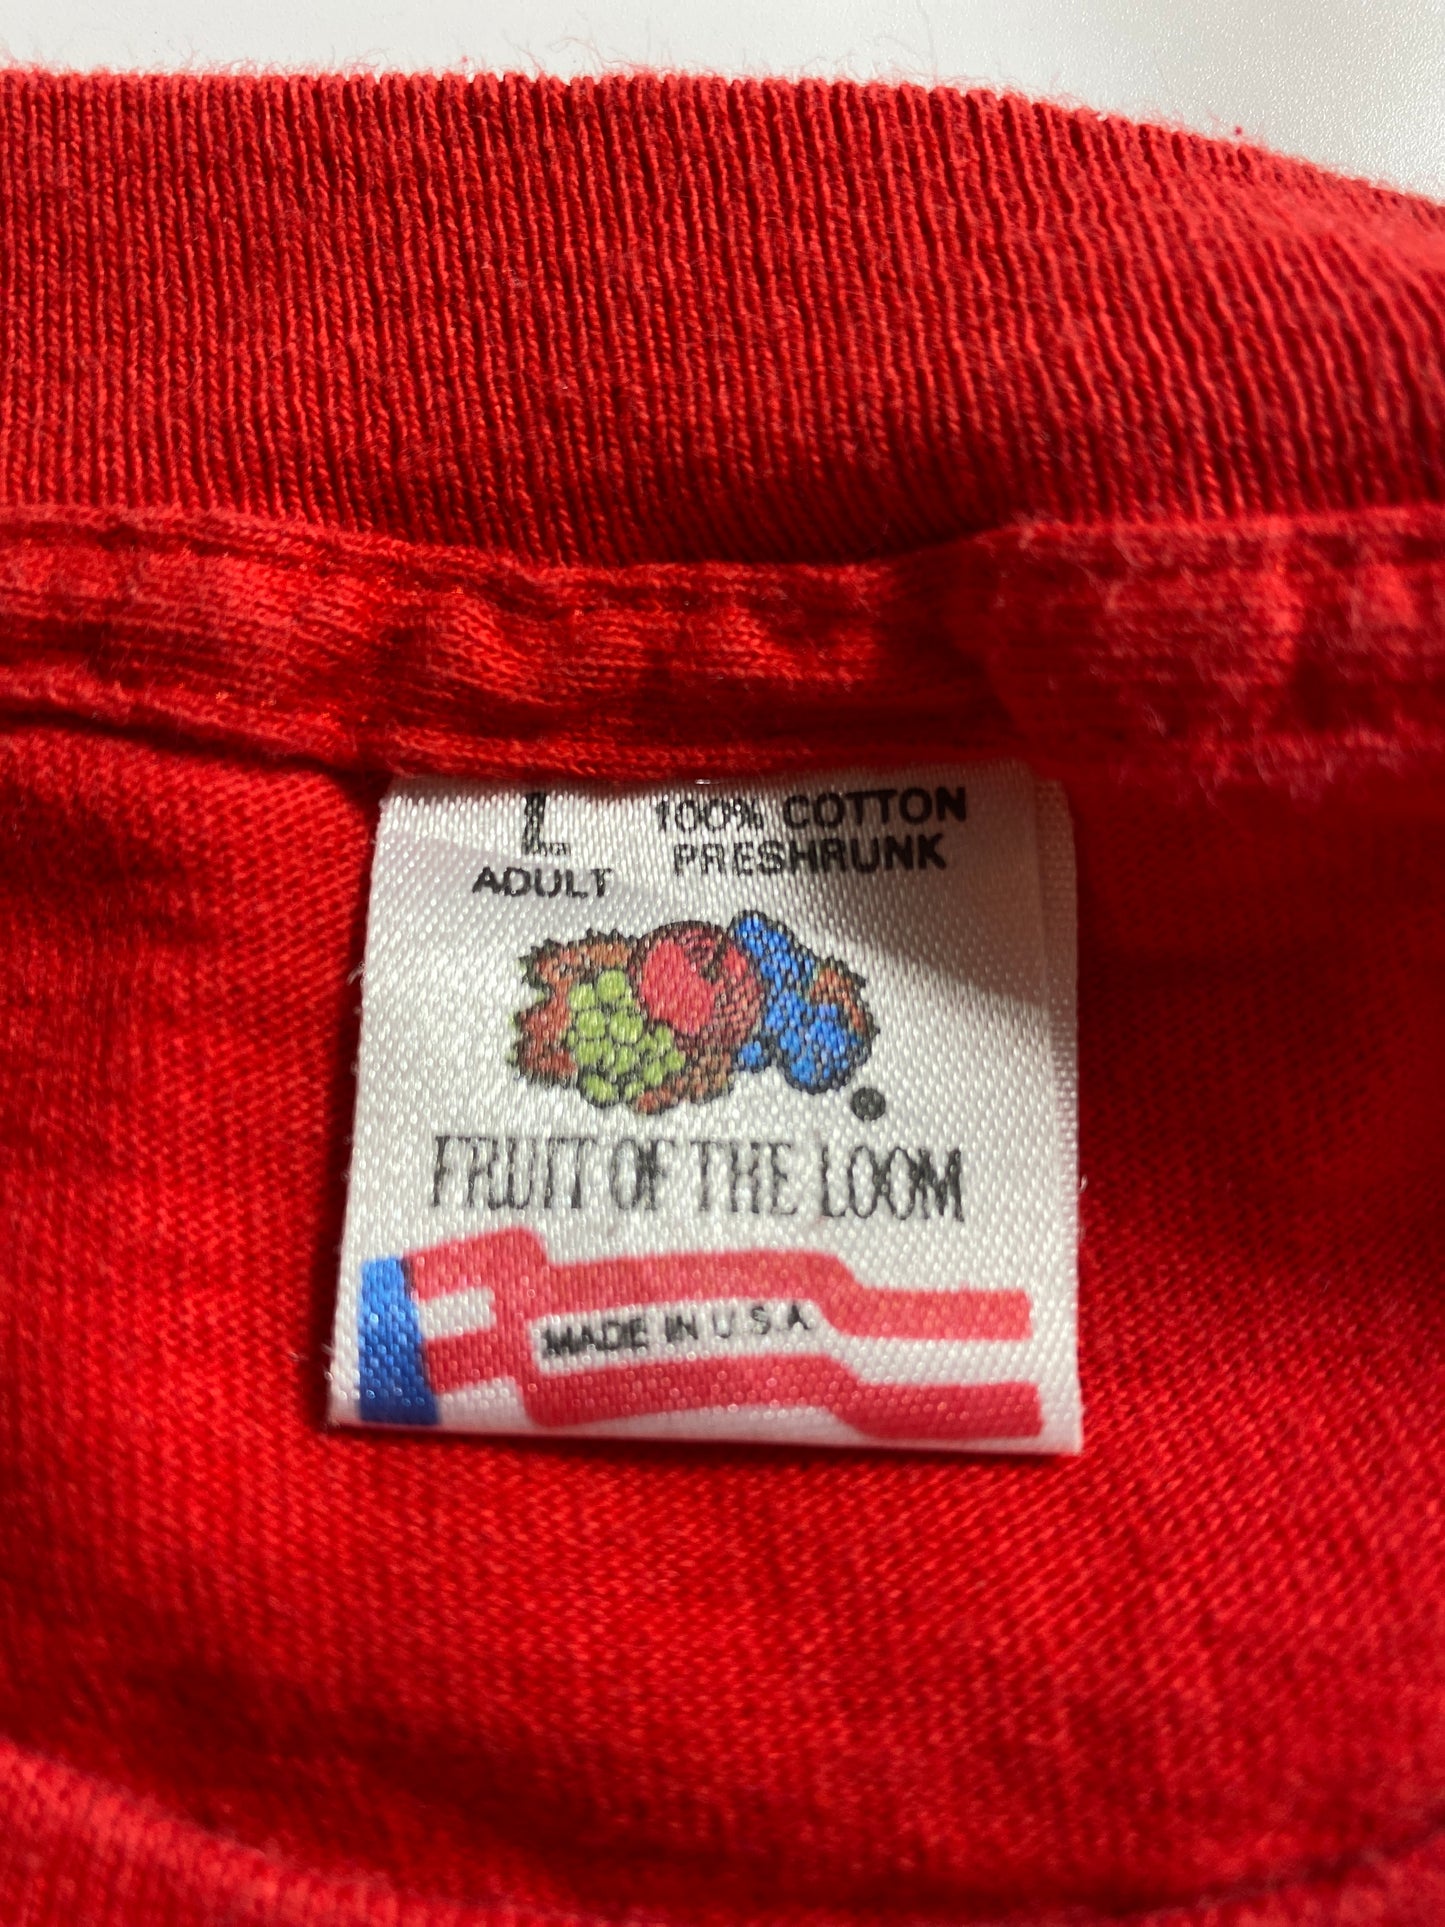 L
ADULT
100% COTTON
PRESHRUNK
®
FRUIT OF THE LOOM
MADE IN U.S.A.